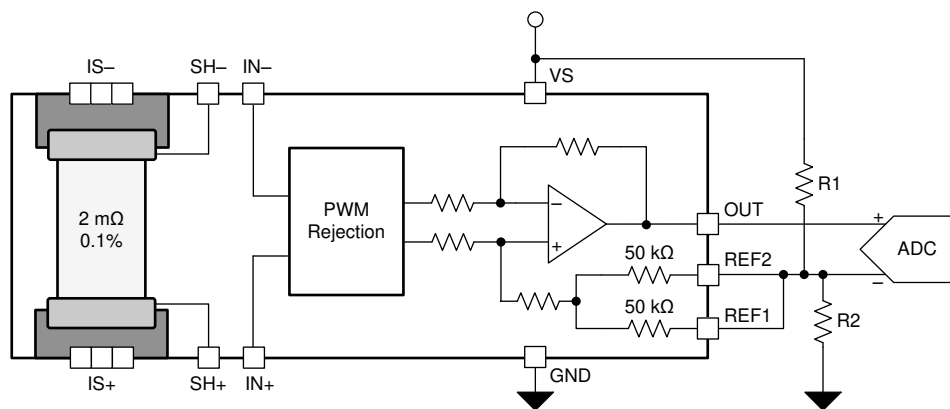 IS–
SH–
IN–
VS
2 mΩ
0.1%
PWM
Rejection
–
+
R1
OUT
+
ADC
–
50 kΩ
REF2
50 kΩ
REF1
R2
IS+
SH+
IN+
GND